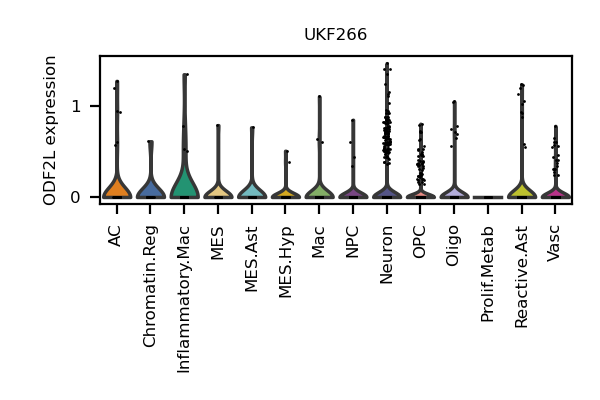 UKF266
ODF2L expression
1
0
AC
Chromatin.Reg
Inflammatory.Mac
MES
MES.Ast
MES.Hyp
Mac
NPC
Neuron
OPC
Oligo
Prolif.Metab
Reactive.Ast
Vasc